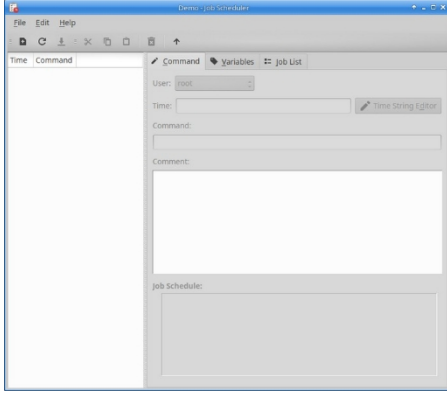 Demo - Job Scheduler
File Edit Help
Time Command
Command Variables Job List
User: root
Time: Time String Editor
Command:
Comment:
Job Schedule: